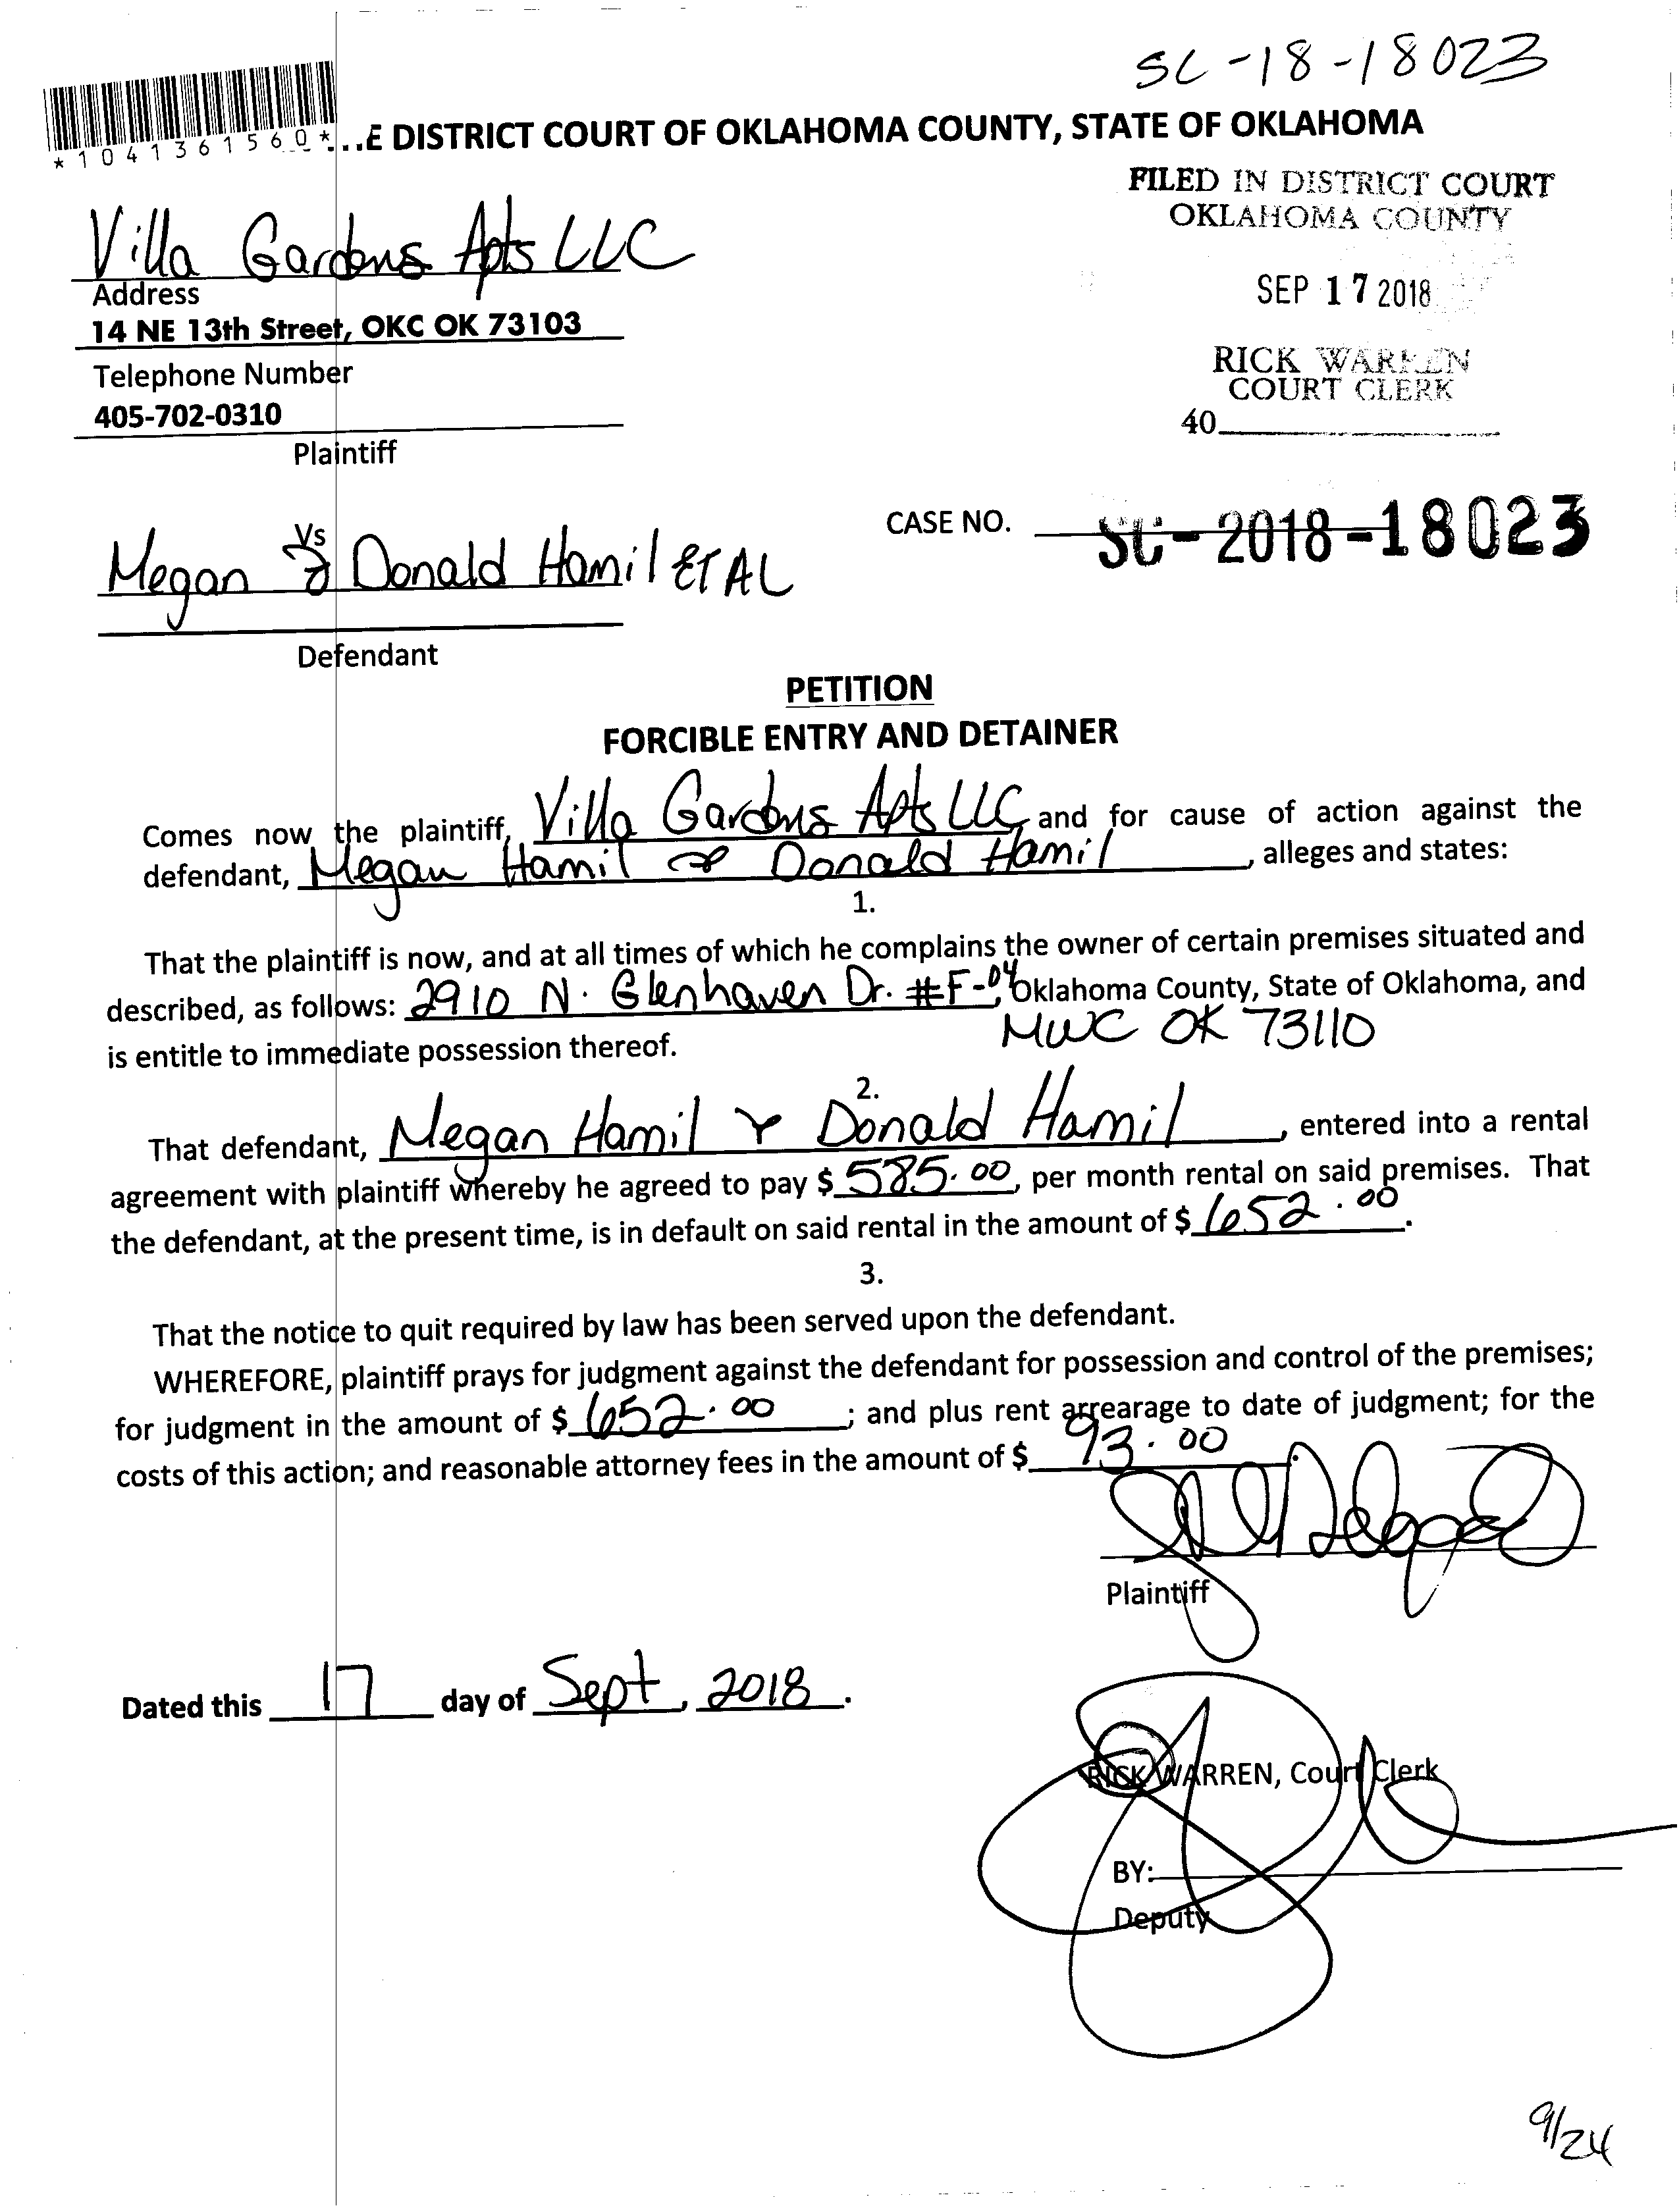 SC-18-18023
*1041361560*
...E DISTRICT COURT OF OKLAHOMA COUNTY, STATE OF OKLAHOMA
FILED IN DISTRICT COURT
OKLAHOMA COUNTY
SEP 17 2018
RICK WARREN
COURT CLERK
40
Villa Gardens Apts LLC
Address
14 NE 13th Street, OKC OK 73103
Telephone Number
405-702-0310
Plaintiff
Vs
CASE NO. SC-2018-18023
Megan & Donald Hamil ET AL
Defendant
PETITION
FORCIBLE ENTRY AND DETAINER
Comes now the plaintiff, Villa Gardens Apts LLC and for cause of action against the
defendant, Megan Hamil & Donald Hamil, alleges and states:
1.
That the plaintiff is now, and at all times of which he complains the owner of certain premises situated and
described, as follows: 2910 N. Glenhaven Dr. #F-04, Oklahoma County, State of Oklahoma, and
MWC OK 73110
is entitle to immediate possession thereof.
2.
That defendant, Megan Hamil & Donald Hamil, entered into a rental
agreement with plaintiff whereby he agreed to pay $ 585.00, per month rental on said premises. That
the defendant, at the present time, is in default on said rental in the amount of $ 652.00.
3.
That the notice to quit required by law has been served upon the defendant.
WHEREFORE, plaintiff prays for judgment against the defendant for possession and control of the premises;
for judgment in the amount of $ 652.00; and plus rent arrearage to date of judgment; for the
costs of this action; and reasonable attorney fees in the amount of $ 93.00.
Plaintiff
Dated this 17 day of Sept, 2018.
RICK WARREN, Court Clerk
BY:
Deputy
9/24